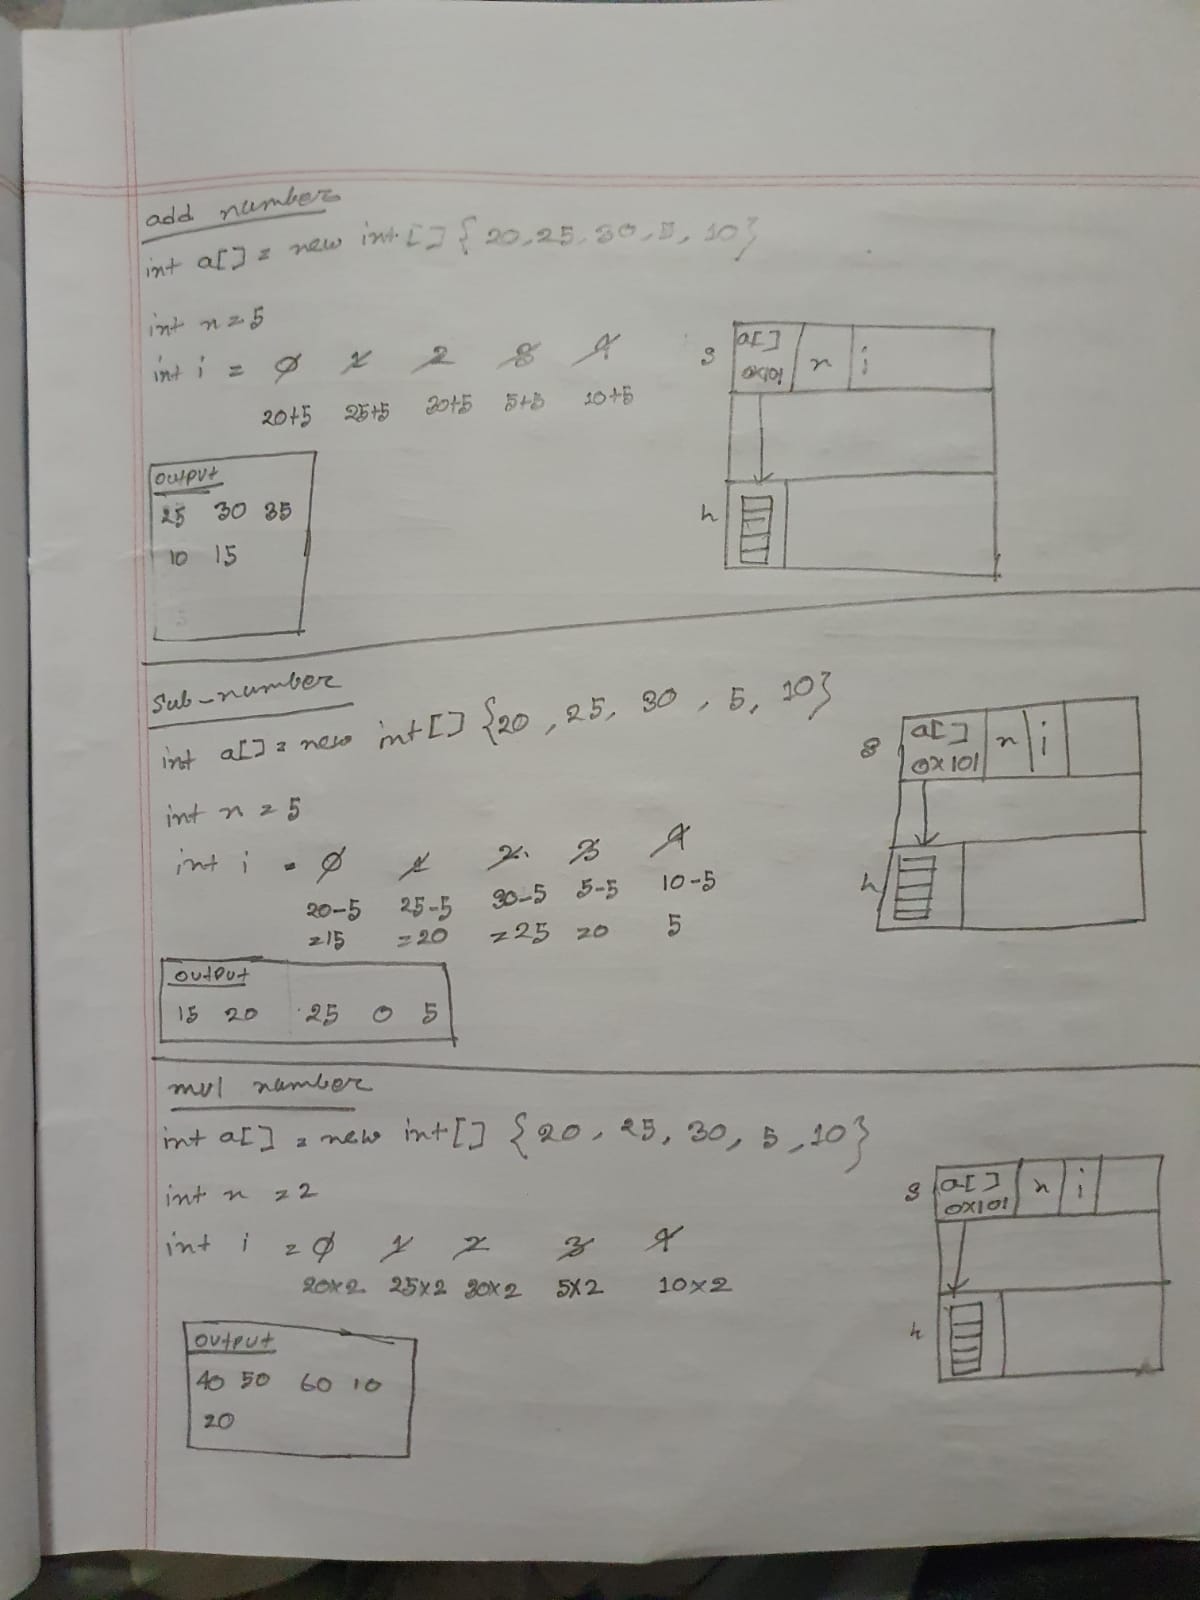 add number
int a[] = new int[] {20,25,30,5,10}
int n = 5
int i = 0 1 2 3 4
20+5 25+5 30+5 5+5 10+5
s a[] n i
0x101
h
output
25 30 35
10 15
Sub-number
int a[] = new int[] {20, 25, 30, 5, 10}
int n = 5
int i = 0 1 2 3 4
20-5 25-5 30-5 5-5 10-5
=15 =20 =25 =0 5
s a[] n i
0x101
h
output
15 20 25 0 5
mul number
int a[] = new int[] {20, 25, 30, 5, 10}
int n = 2
int i = 0 1 2 3 4
20x2 25x2 30x2 5x2 10x2
s a[] n i
0x101
h
output
40 50 60 10
20